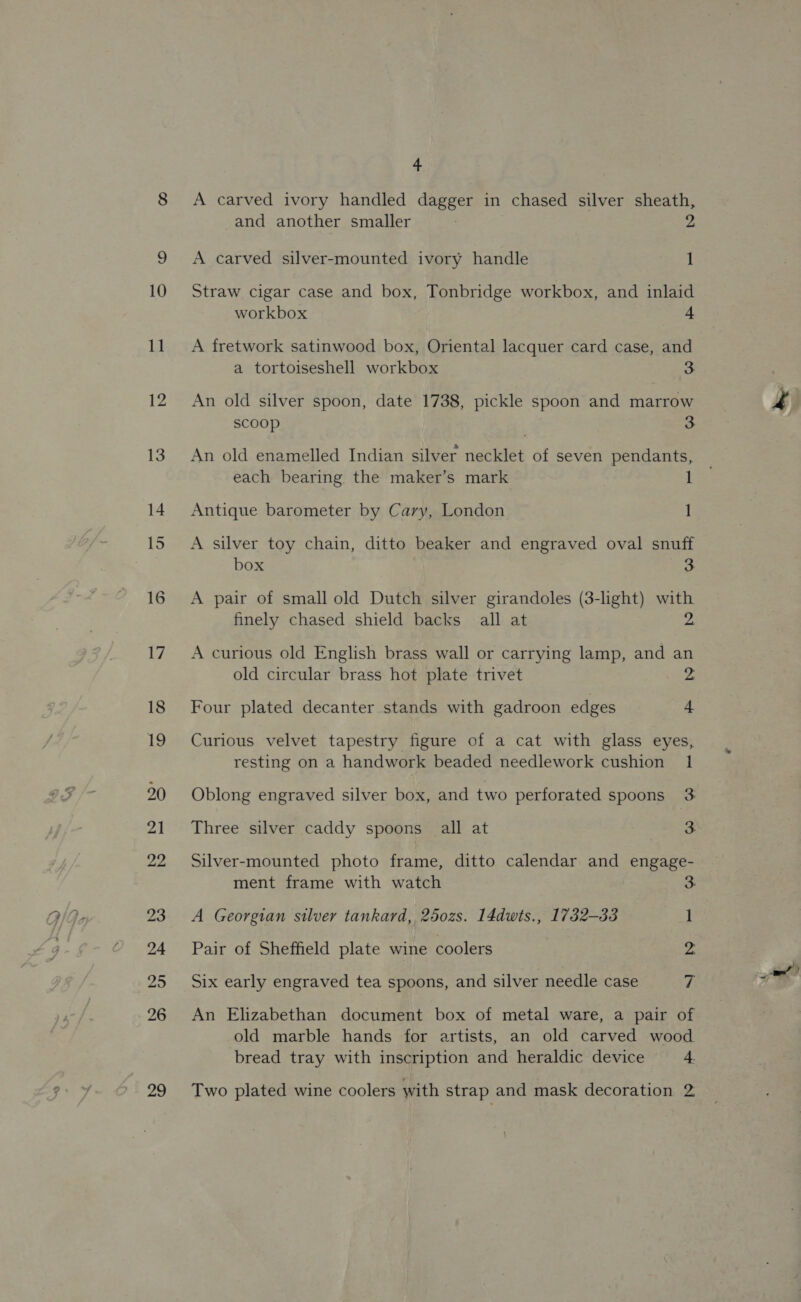 4
8 A carved ivory handled dagger in chased silver sheath,
and another smaller 2
9 A carved silver-mounted ivory handle 1
10 Straw cigar case and box, Tonbridge workbox, and inlaid
workbox 4
11 A fretwork satinwood box, Oriental lacquer card case, and
a tortoiseshell workbox 3
12 An old silver spoon, date 1738, pickle spoon and marrow
scoop 3
13 An old enamelled Indian silver necklet of seven pendants,
each bearing the maker's mark 1
14 Antique barometer by Cary, London 1
15 A silver toy chain, ditto beaker and engraved oval snuff
box 3
16 A pair of small old Dutch silver girandoles (3-light) with
finely chased shield backs all at 2
17 A curious old English brass wall or carrying lamp, and an
old circular brass hot plate trivet 2
18 Four plated decanter stands with gadroon edges 4
19 Curious velvet tapestry figure of a cat with glass eyes,
resting on a handwork beaded needlework cushion 1
20 Oblong engraved silver box, and two perforated spoons 3
21 Three silver caddy spoons all at 3
22 Silver-mounted photo frame, ditto calendar and engage-
ment frame with watch 3
23 A Georgian silver tankard, 25ozs. 14dwts., 1732–33 1
24 Pair of Sheffield plate wine coolers 2
25 Six early engraved tea spoons, and silver needle case 7
26 An Elizabethan document box of metal ware, a pair of
old marble hands for artists, an old carved wood
bread tray with inscription and heraldic device 4
29 Two plated wine coolers with strap and mask decoration 2